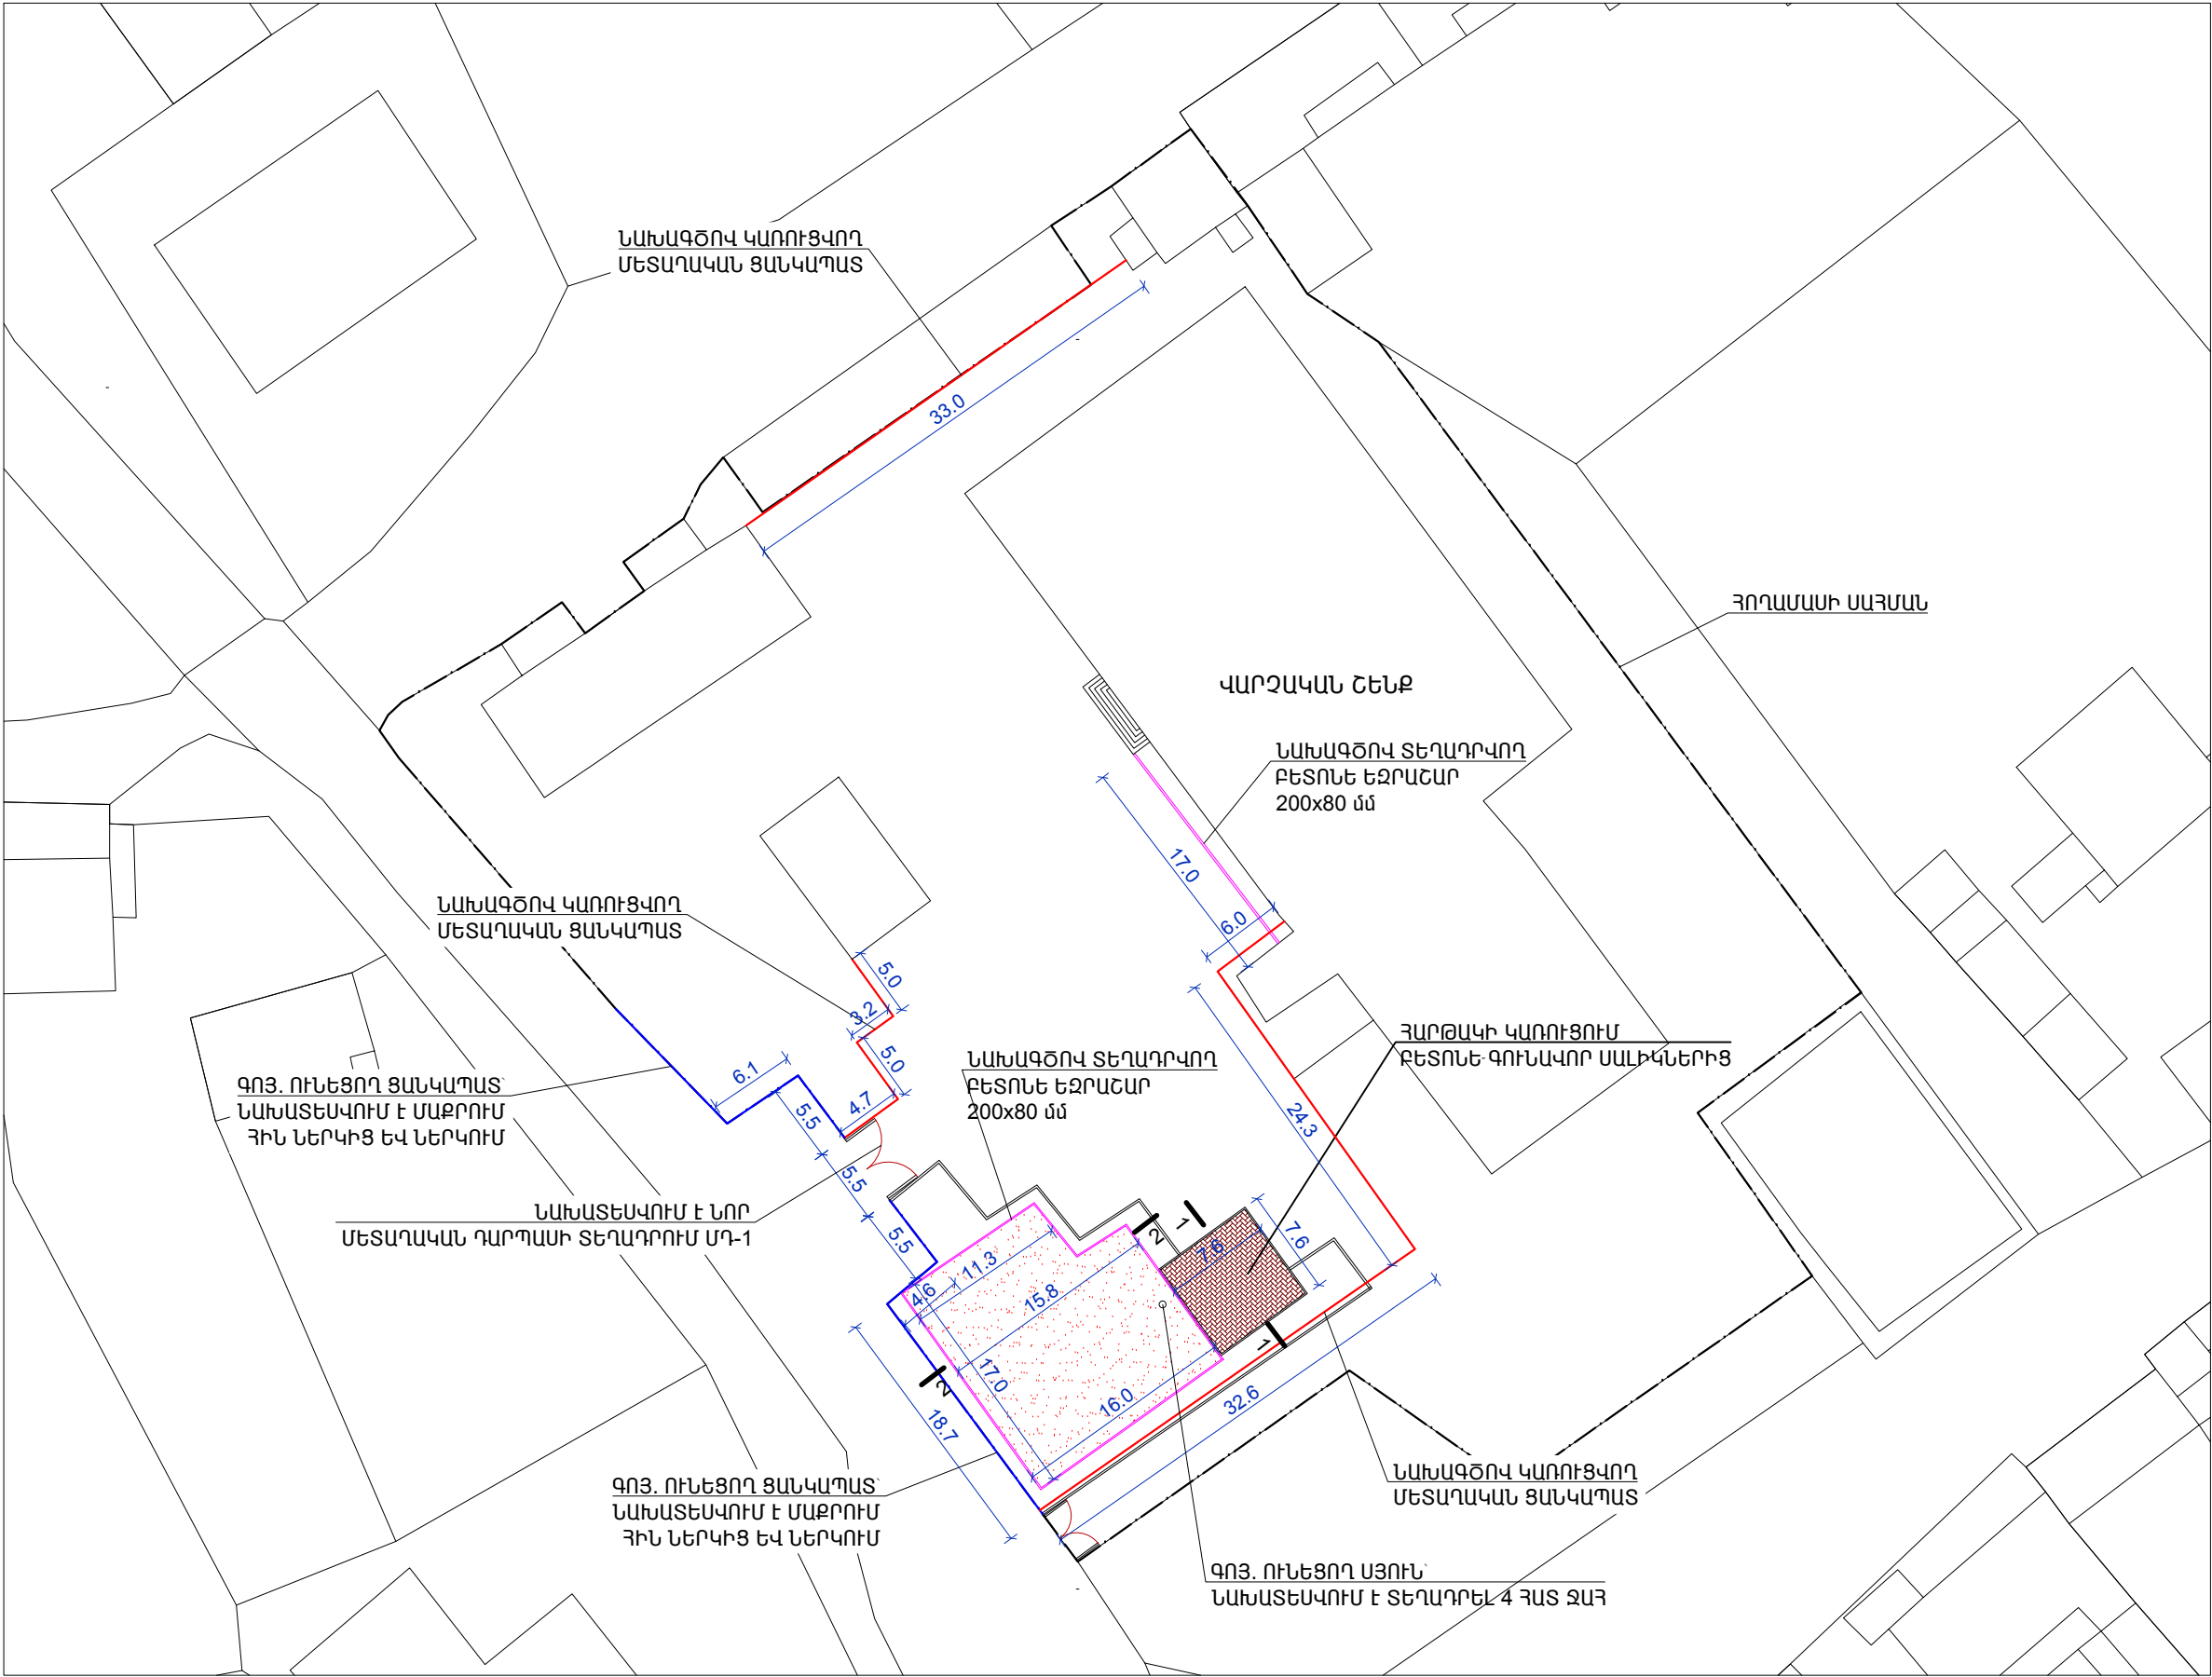 ՆԱԽԱԳԾՈՎ ԿԱՌՈՒՑՎՈՂ
ՄԵՏԱՂԱԿԱՆ ՑԱՆԿԱՊԱՏ
33.0
ՀՈՂԱՄԱՍԻ ՍԱՀՄԱՆ
ՎԱՐՉԱԿԱՆ ՇԵՆՔ
ՆԱԽԱԳԾՈՎ ՏԵՂԱԴՐՎՈՂ
ԲԵՏՈՆԵ ԵԶՐԱՇԱՐ
200x80 մմ
17.0
6.0
ՆԱԽԱԳԾՈՎ ԿԱՌՈՒՑՎՈՂ
ՄԵՏԱՂԱԿԱՆ ՑԱՆԿԱՊԱՏ
5.0
3.2
5.0
4.7
6.1
5.5
5.5
5.5
ՀԱՐԹԱԿԻ ԿԱՌՈՒՑՈՒՄ
ԲԵՏՈՆԵ ԳՈՒՆԱՎՈՐ ՍԱԼԻԿՆԵՐԻՑ
ՆԱԽԱԳԾՈՎ ՏԵՂԱԴՐՎՈՂ
ԲԵՏՈՆԵ ԵԶՐԱՇԱՐ
200x80 մմ
24.3
ԳՈՅ. ՈՒՆԵՑՈՂ ՑԱՆԿԱՊԱՏ՝
ՆԱԽԱՏԵՍՎՈՒՄ Է ՄԱՔՐՈՒՄ
ՀԻՆ ՆԵՐԿԻՑ ԵՎ ՆԵՐԿՈՒՄ
ՆԱԽԱՏԵՍՎՈՒՄ Է ՆՈՐ
ՄԵՏԱՂԱԿԱՆ ԴԱՐՊԱՍԻ ՏԵՂԱԴՐՈՒՄ ՄԴ-1
2
1
7.6
7.6
11.3
4.6
15.8
17.0
16.0
1
2
18.7
32.6
ԳՈՅ. ՈՒՆԵՑՈՂ ՑԱՆԿԱՊԱՏ՝
ՆԱԽԱՏԵՍՎՈՒՄ Է ՄԱՔՐՈՒՄ
ՀԻՆ ՆԵՐԿԻՑ ԵՎ ՆԵՐԿՈՒՄ
ՆԱԽԱԳԾՈՎ ԿԱՌՈՒՑՎՈՂ
ՄԵՏԱՂԱԿԱՆ ՑԱՆԿԱՊԱՏ
ԳՈՅ. ՈՒՆԵՑՈՂ ՍՅՈՒՆ՝
ՆԱԽԱՏԵՍՎՈՒՄ Է ՏԵՂԱԴՐԵԼ 4 ՀԱՏ ՋԱՀ